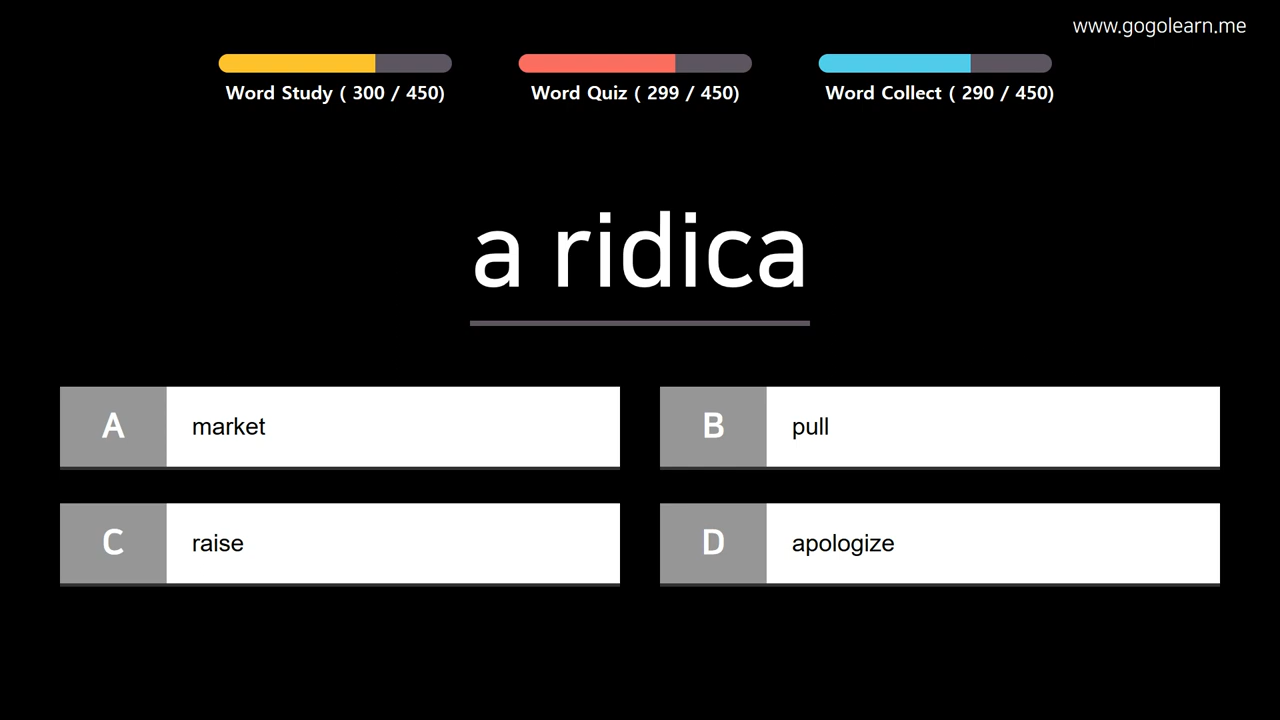 www.gogolearn.me
Word Study ( 300 / 450)
Word Quiz ( 299 / 450)
Word Collect ( 290 / 450)
a ridica
A market
B pull
C raise
D apologize